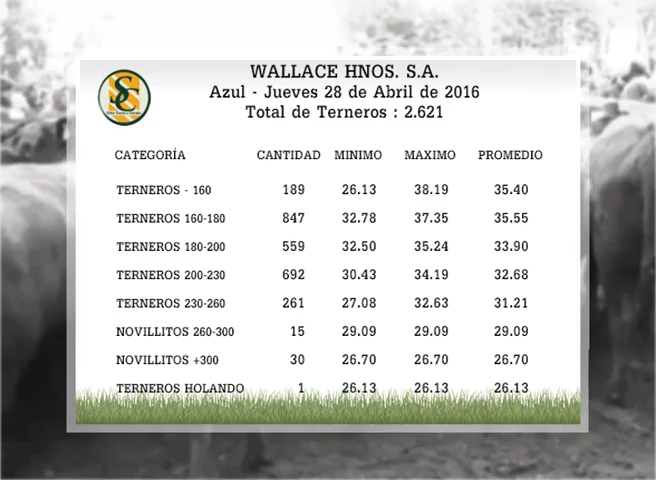 WALLACE HNOS. S.A.
Azul - Jueves 28 de Abril de 2016
Total de Terneros : 2.621
SC
CATEGORÍA CANTIDAD MINIMO MAXIMO PROMEDIO
TERNEROS - 160 189 26.13 38.19 35.40
TERNEROS 160-180 847 32.78 37.35 35.55
TERNEROS 180-200 559 32.50 35.24 33.90
TERNEROS 200-230 692 30.43 34.19 32.68
TERNEROS 230-260 261 27.08 32.63 31.21
NOVILLITOS 260-300 15 29.09 29.09 29.09
NOVILLITOS +300 30 26.70 26.70 26.70
TERNEROS HOLANDO 1 26.13 26.13 26.13